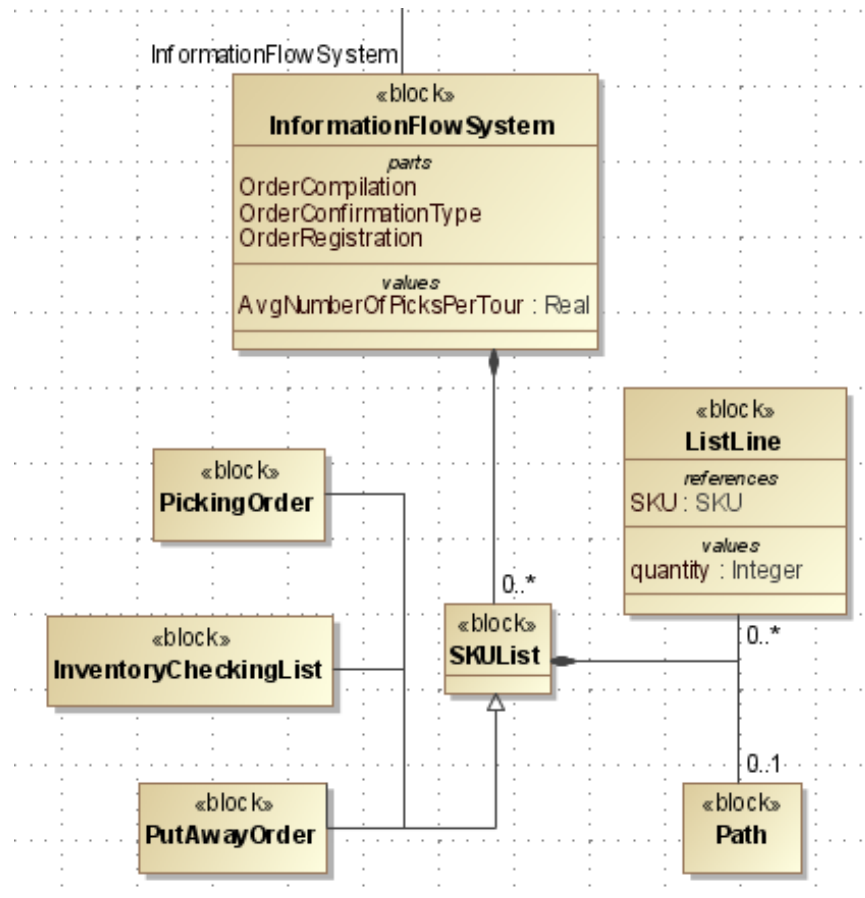 InformationFlowSystem
«block»
InformationFlowSystem
parts
OrderCompilation
OrderConfirmationType
OrderRegistration
values
AvgNumberOfPicksPerTour : Real
«block»
ListLine
references
SKU : SKU
values
quantity : Integer
«block»
PickingOrder
0..*
«block»
SKUList
0..*
«block»
InventoryCheckingList
0..1
«block»
PutAwayOrder
«block»
Path